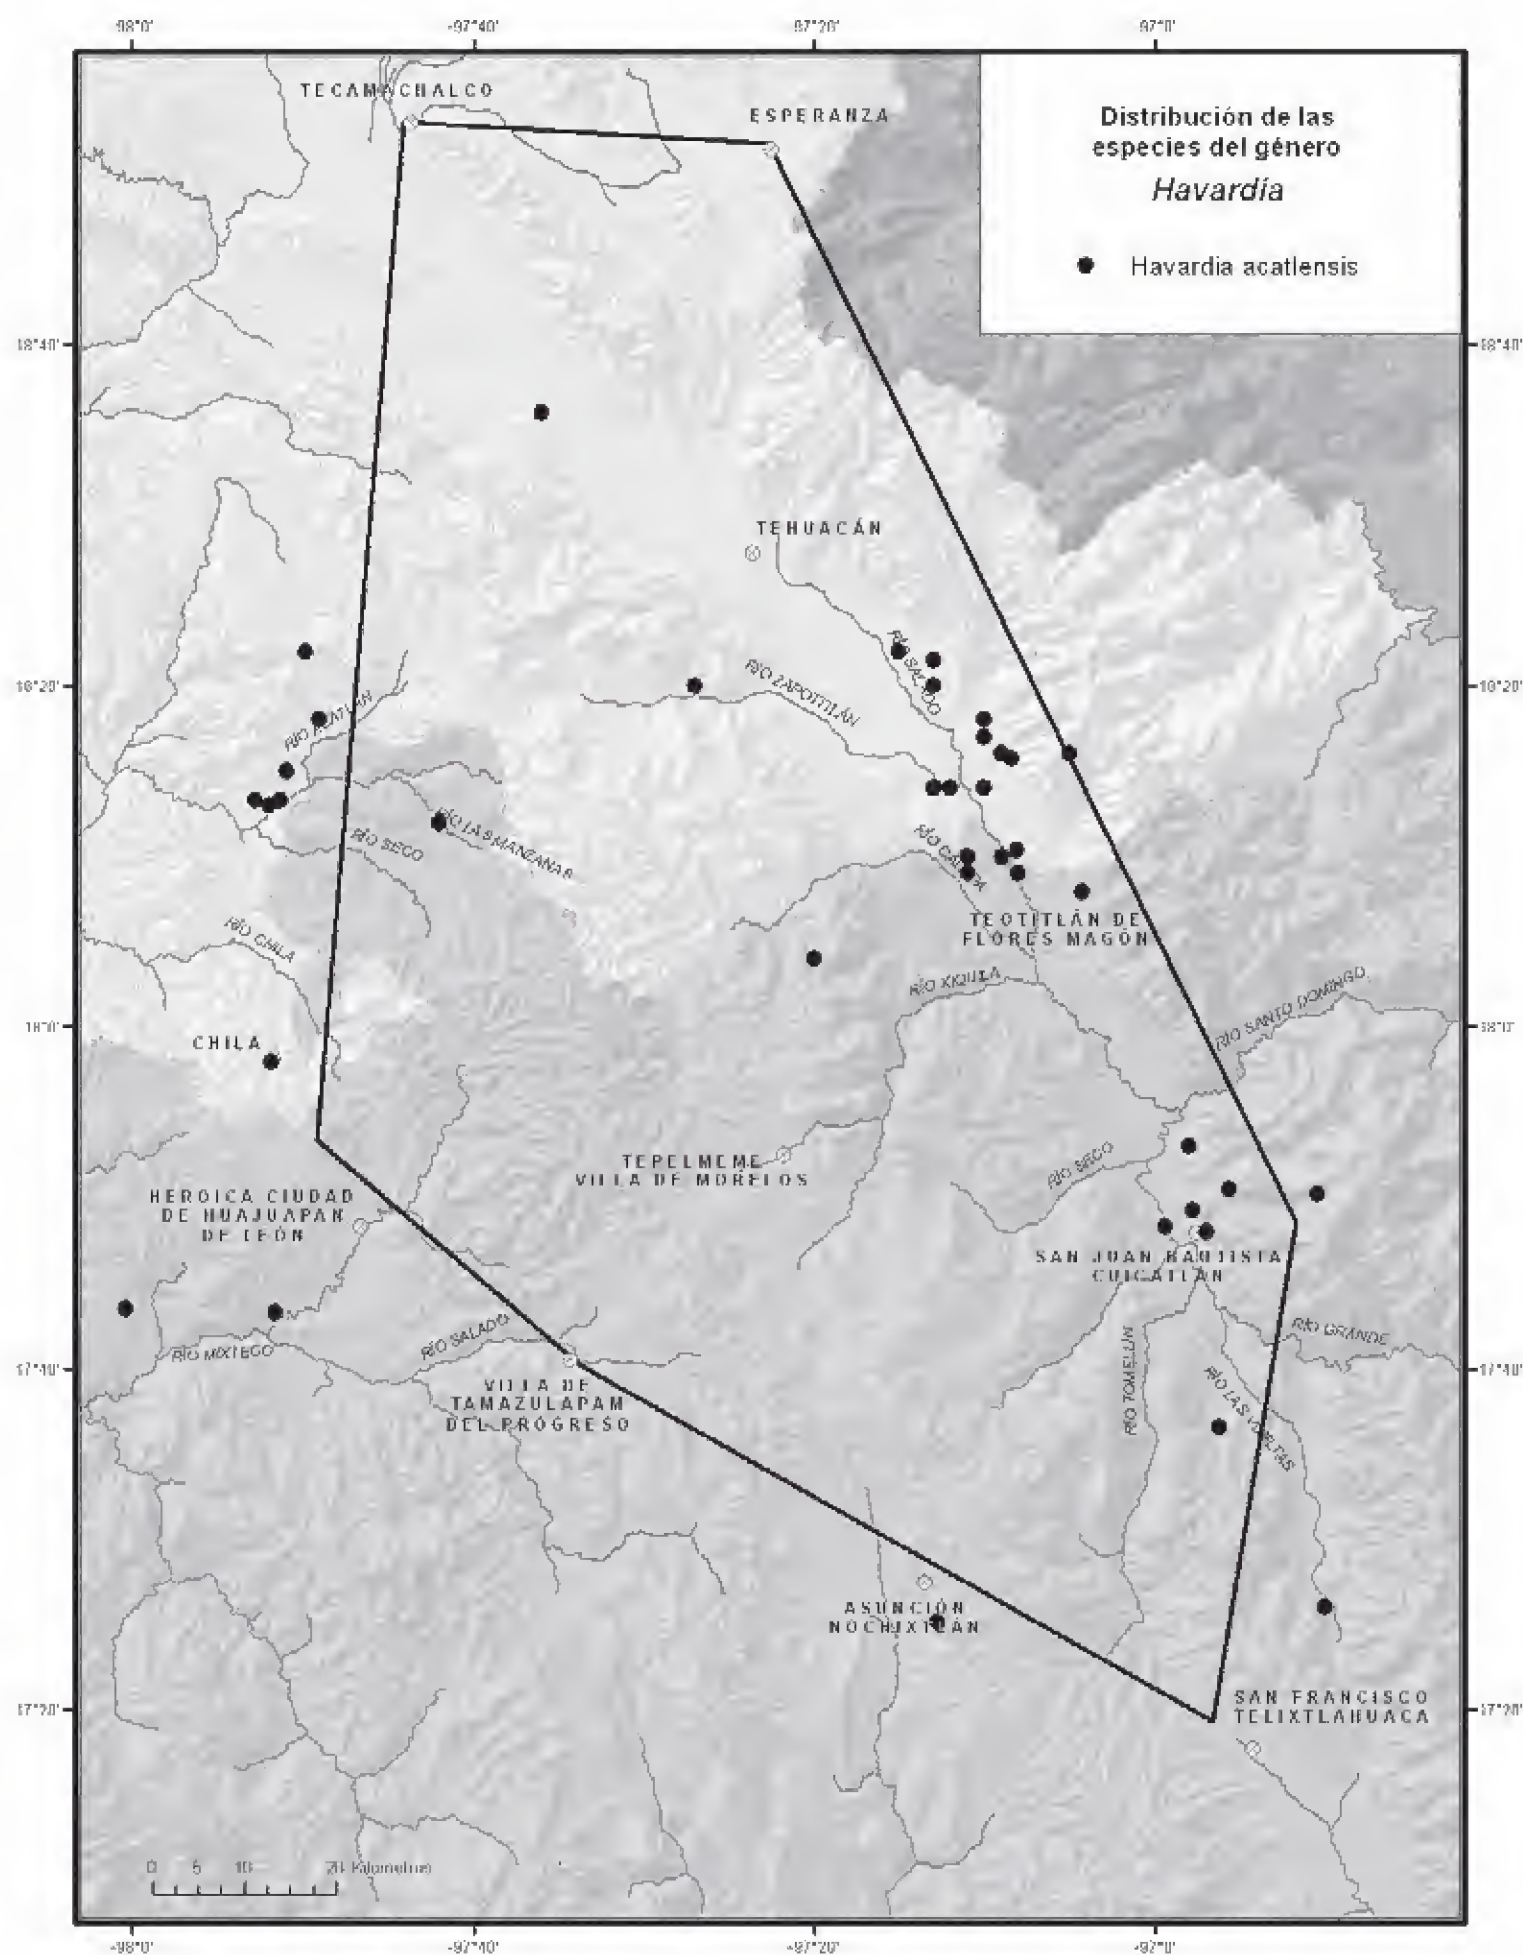 -98°0'
-97°40'
-97°20'
-97°0'
TECAMACHALCO
ESPERANZA
Distribución de las
especies del género
Havardía
Havardia acatlensis
18°40'
18°40'
TEHUACÁN
RÍO SALADO
RÍO ZAPOTITLÁN
18°20'
18°20'
RÍO ACATLÁN
RÍO LAS MANZANAS
RÍO SECO
TEOTITLÁN DE
FLORES MAGÓN
RÍO CHILA
RÍO XIQUILA
RÍO SANTO DOMINGO
18°0'
18°0'
CHILA
TEPELMEME
VILLA DE MORELOS
RÍO SECO
HEROICA CIUDAD
DE HUAJUAPAN
DE LEÓN
SAN JUAN BAUTISTA
CUICATLÁN
RÍO GRANDE
RÍO SALADO
RÍO MIXTECO
RÍO TOMELLÍN
17°40'
17°40'
VILLA DE
TAMAZULAPAM
DEL PROGRESO
RÍO LAS VUELTAS
ASUNCIÓN
NOCHIXTLÁN
17°20'
17°20'
SAN FRANCISCO
TELIXTLAHUACA
0 5 10 20 Kilometros
-98°0'
-97°40'
-97°20'
-97°0'